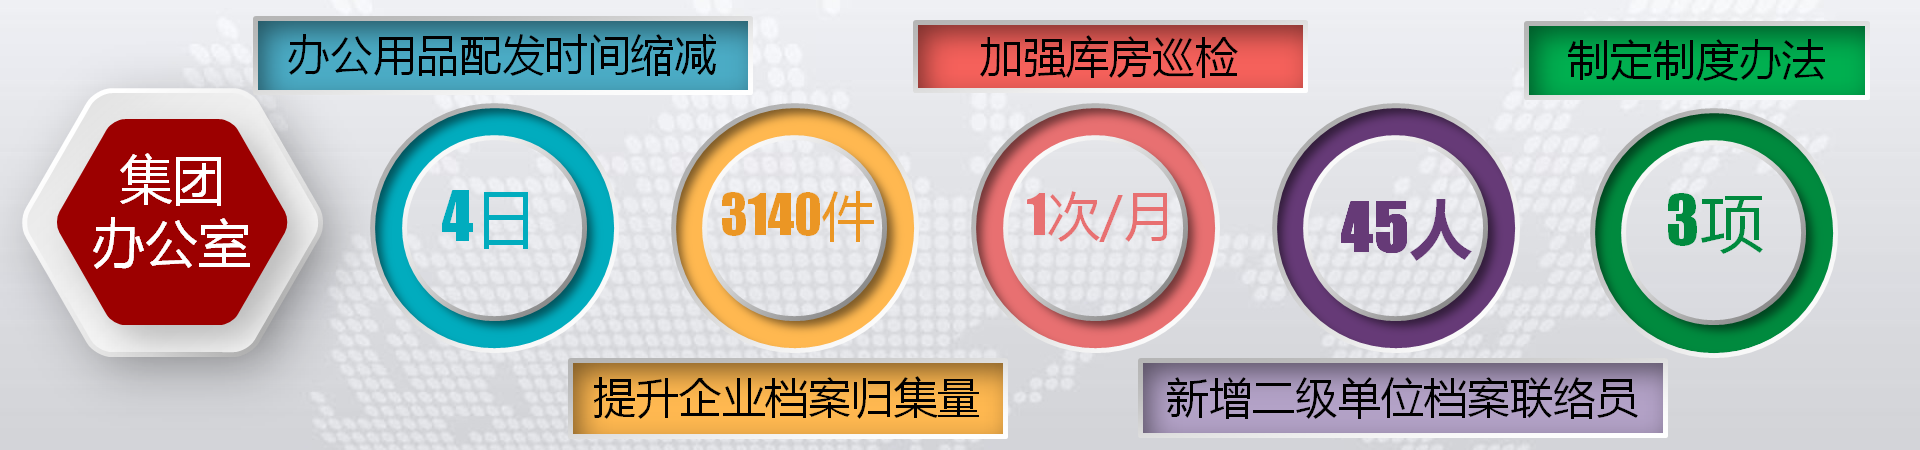 集团
办公室
办公用品配发时间缩减
4日
3140件
提升企业档案归集量
加强库房巡检
1次/月
45人
新增二级单位档案联络员
制定制度办法
3项